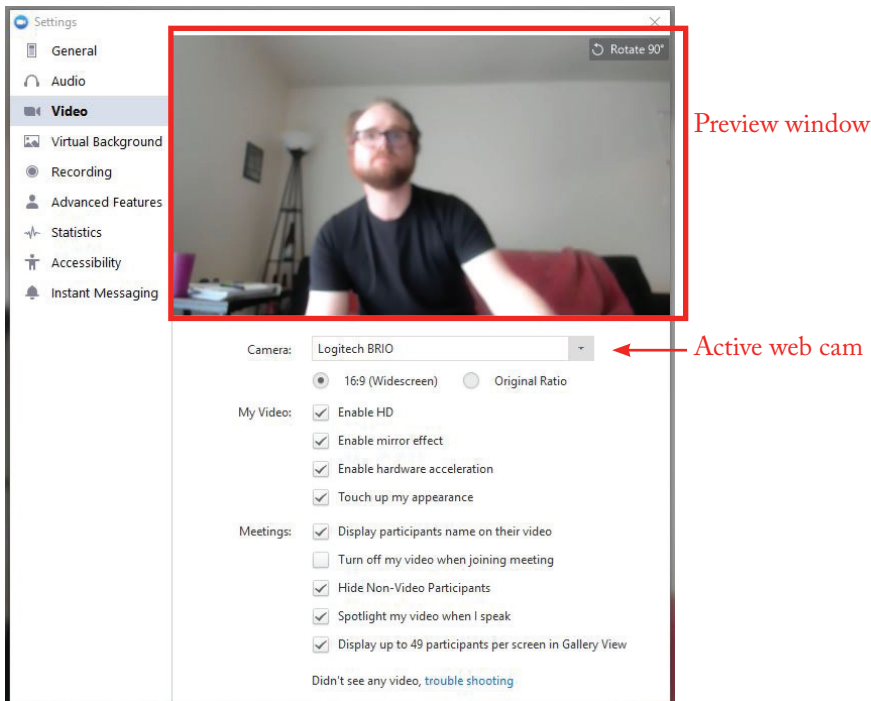 Settings
General
Audio
Video
Virtual Background
Recording
Advanced Features
Statistics
Accessibility
Instant Messaging
Rotate 90°
Preview window
Camera: Logitech BRIO
Active web cam
16:9 (Widescreen) Original Ratio
My Video: Enable HD
Enable mirror effect
Enable hardware acceleration
Touch up my appearance
Meetings: Display participants name on their video
Turn off my video when joining meeting
Hide Non-Video Participants
Spotlight my video when I speak
Display up to 49 participants per screen in Gallery View
Didn't see any video, trouble shooting